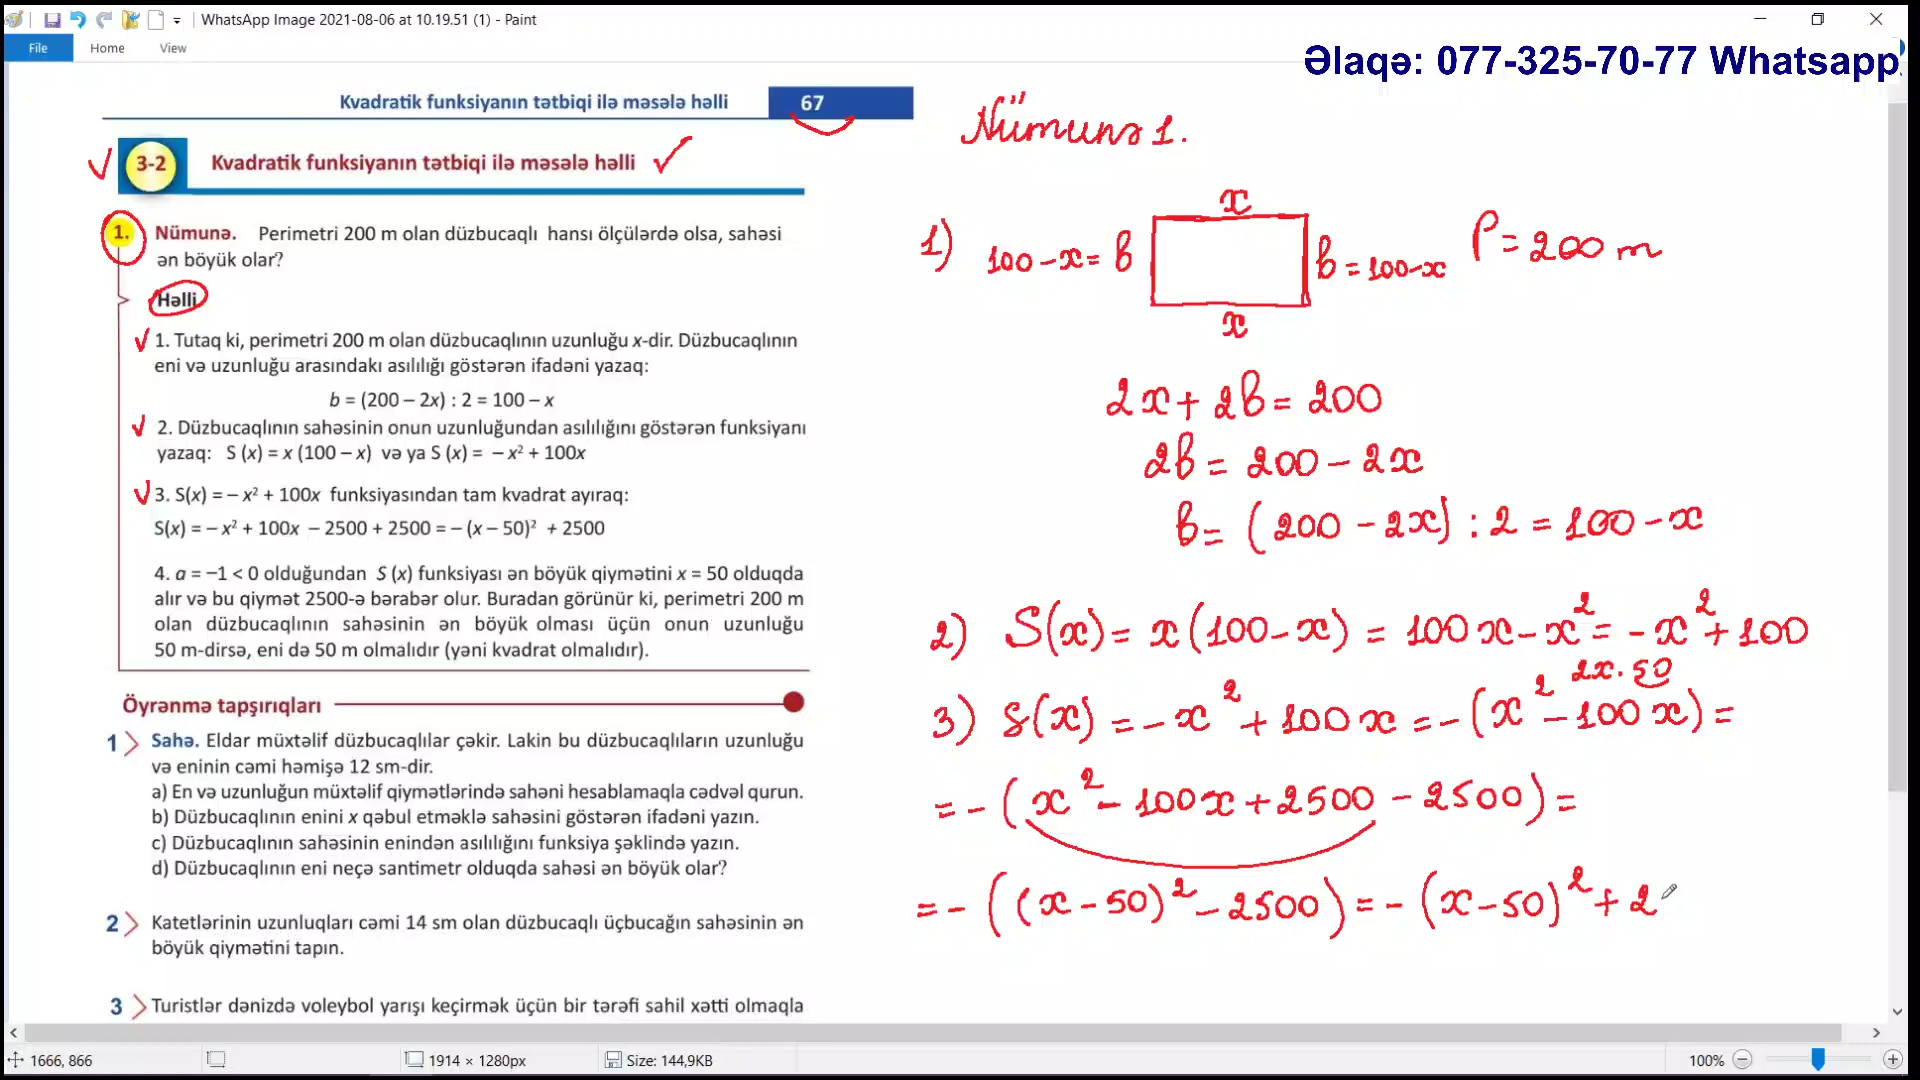 WhatsApp Image 2021-08-06 at 10.19.51 (1) - Paint
File Home View
Əlaqə: 077-325-70-77 Whatsapp
Kvadratik funksiyanın tətbiqi ilə məsələ həlli 67
3-2 Kvadratik funksiyanın tətbiqi ilə məsələ həlli
1. Nümunə. Perimetri 200 m olan düzbucaqlı hansı ölçülərdə olsa, sahəsi
ən böyük olar?
Həlli
1. Tutaq ki, perimetri 200 m olan düzbucaqlının uzunluğu x-dir. Düzbucaqlının
eni və uzunluğu arasındakı asılılığı göstərən ifadəni yazaq:
b = (200 – 2x) : 2 = 100 – x
2. Düzbucaqlının sahəsinin onun uzunluğundan asılılığını göstərən funksiyanı
yazaq: S (x) = x (100 – x) və ya S (x) = – x² + 100x
3. S(x) = – x² + 100x funksiyasından tam kvadrat ayıraq:
S(x) = – x² + 100x – 2500 + 2500 = – (x – 50)² + 2500
4. a = –1 < 0 olduğundan S (x) funksiyası ən böyük qiymətini x = 50 olduqda
alır və bu qiymət 2500-ə bərabər olur. Buradan görünür ki, perimetri 200 m
olan düzbucaqlının sahəsinin ən böyük olması üçün onun uzunluğu
50 m-dirsə, eni də 50 m olmalıdır (yəni kvadrat olmalıdır).
Öyrənmə tapşırıqları
1 Sahə. Eldar müxtəlif düzbucaqlılar çəkir. Lakin bu düzbucaqlıların uzunluğu
və eninin cəmi həmişə 12 sm-dir.
a) En və uzunluğun müxtəlif qiymətlərində sahəni hesablamaqla cədvəl qurun.
b) Düzbucaqlının enini x qəbul etməklə sahəsini göstərən ifadəni yazın.
c) Düzbucaqlının sahəsinin enindən asılılığını funksiya şəklində yazın.
d) Düzbucaqlının eni neçə santimetr olduqda sahəsi ən böyük olar?
2 Katetlərinin uzunluqları cəmi 14 sm olan düzbucaqlı üçbucağın sahəsinin ən
böyük qiymətini tapın.
3 Turistlər dənizdə voleybol yarışı keçirmək üçün bir tərəfi sahil xətti olmaqla
Nümunə 1.
x
1) 100-x= b b=100-x P=200 m
x
2x+2b=200
2b=200-2x
b=(200-2x):2=100-x
2) S(x)=x(100-x)=100x-x²=-x²+100
2x·50
3) S(x)=-x²+100x=-(x²-100x)=
=-(x²-100x+2500-2500)=
=-((x-50)²-2500)=-(x-50)²+2
1666, 866 1914 × 1280px Size: 144,9KB 100%